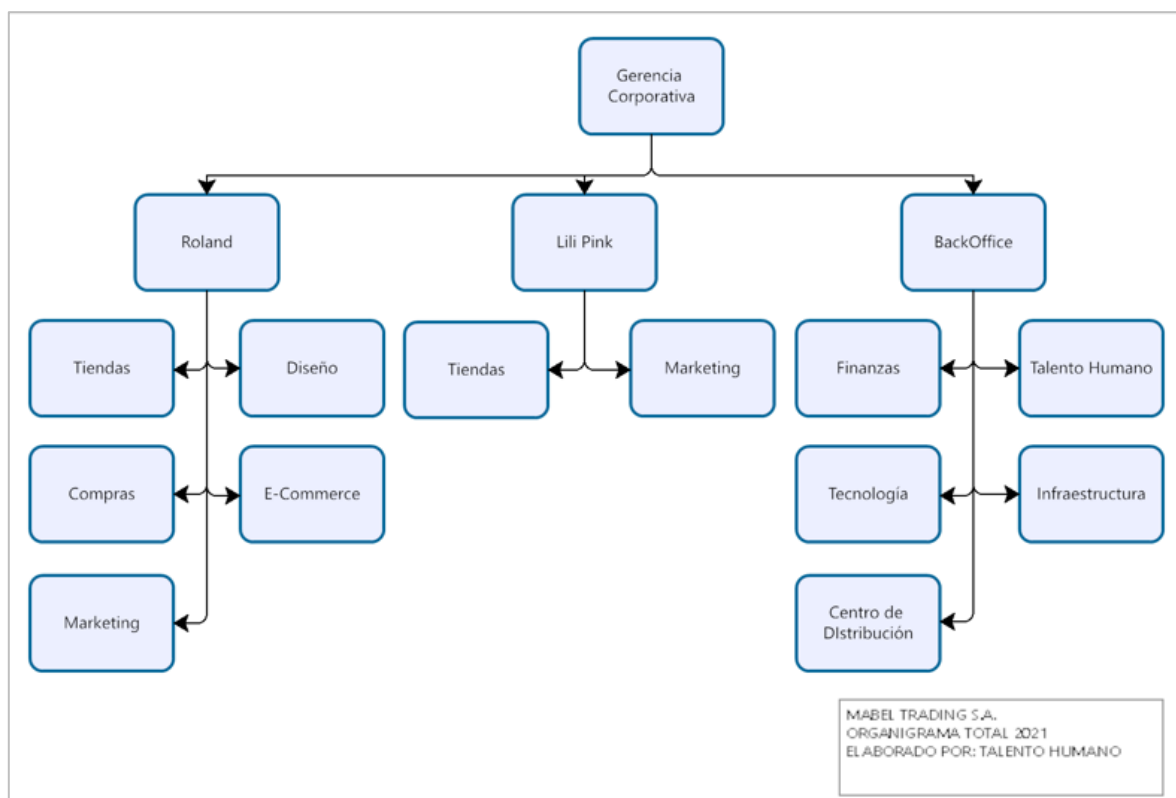 Gerencia
Corporativa
Roland
Lili Pink
BackOffice
Tiendas
Diseño
Tiendas
Marketing
Finanzas
Talento Humano
Compras
E-Commerce
Tecnología
Infraestructura
Marketing
Centro de
DIstribución
MABEL TRADING S.A.
ORGANIGRAMA TOTAL 2021
ELABORADO POR: TALENTO HUMANO